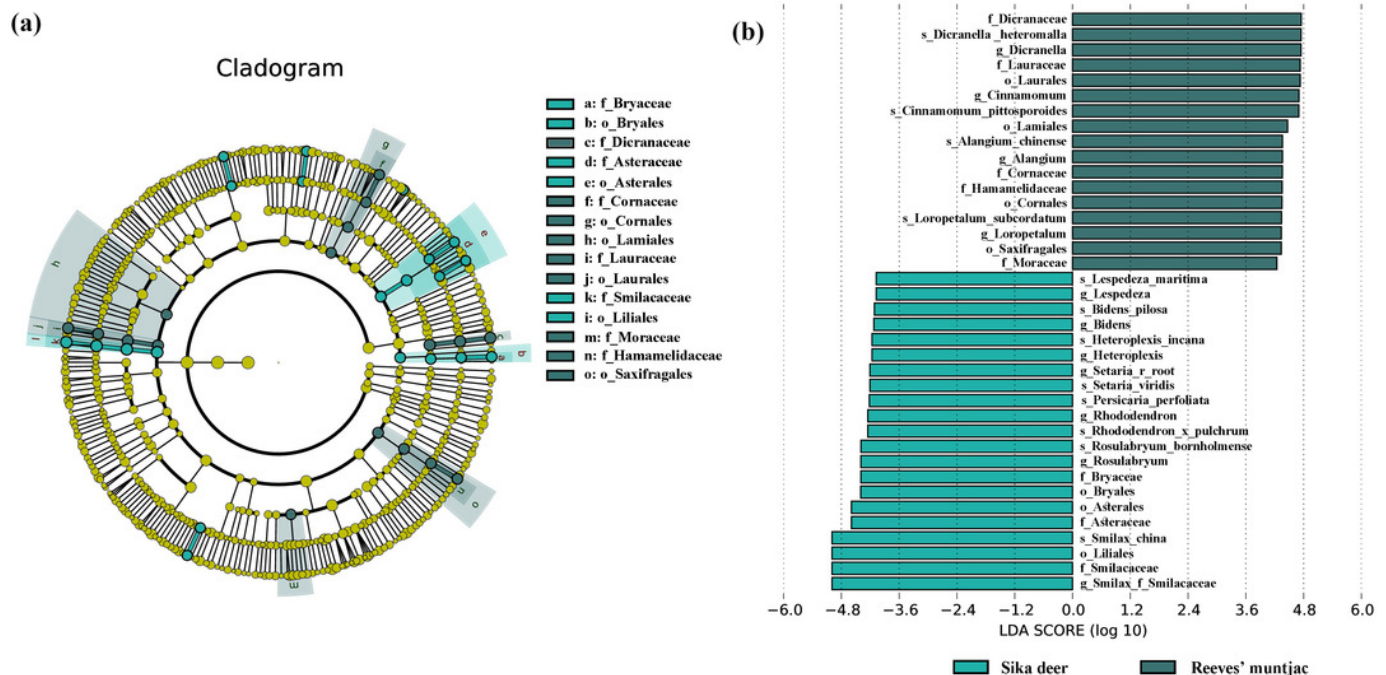 (a)
Cladogram
a: f_Bryaceae
b: o_Bryales
c: f_Dicranaceae
d: f_Asteraceae
e: o_Asterales
f: f_Cornaceae
g: o_Cornales
h: o_Lamiales
i: f_Lauraceae
j: o_Laurales
k: f_Smilacaceae
i: o_Liliales
m: f_Moraceae
n: f_Hamamelidaceae
o: o_Saxifragales
g
f
e
d
c
b
a
h
j
i
l
k
n
o
m
(b)
f_Dicranaceae
s_Dicranella_heteromalla
g_Dicranella
f_Lauraceae
o_Laurales
g_Cinnamomum
s_Cinnamomum_pittosporoides
o_Lamiales
s_Alangium_chinense
g_Alangium
f_Cornaceae
f_Hamamelidaceae
o_Cornales
s_Loropetalum_subcordatum
g_Loropetalum
o_Saxifragales
f_Moraceae
s_Lespedeza_maritima
g_Lespedeza
s_Bidens_pilosa
g_Bidens
s_Heteroplexis_incana
g_Heteroplexis
g_Setaria_r_root
s_Setaria_viridis
s_Persicaria_perfoliata
g_Rhododendron
s_Rhododendron_x_pulchrum
s_Rosulabryum_bornholmense
g_Rosulabryum
f_Bryaceae
o_Bryales
o_Asterales
f_Asteraceae
s_Smilax_china
o_Liliales
f_Smilacaceae
g_Smilax_f_Smilacaceae
−6.0 −4.8 −3.6 −2.4 −1.2 0.0 1.2 2.4 3.6 4.8 6.0
LDA SCORE (log 10)
Sika deer Reeves’ muntjac